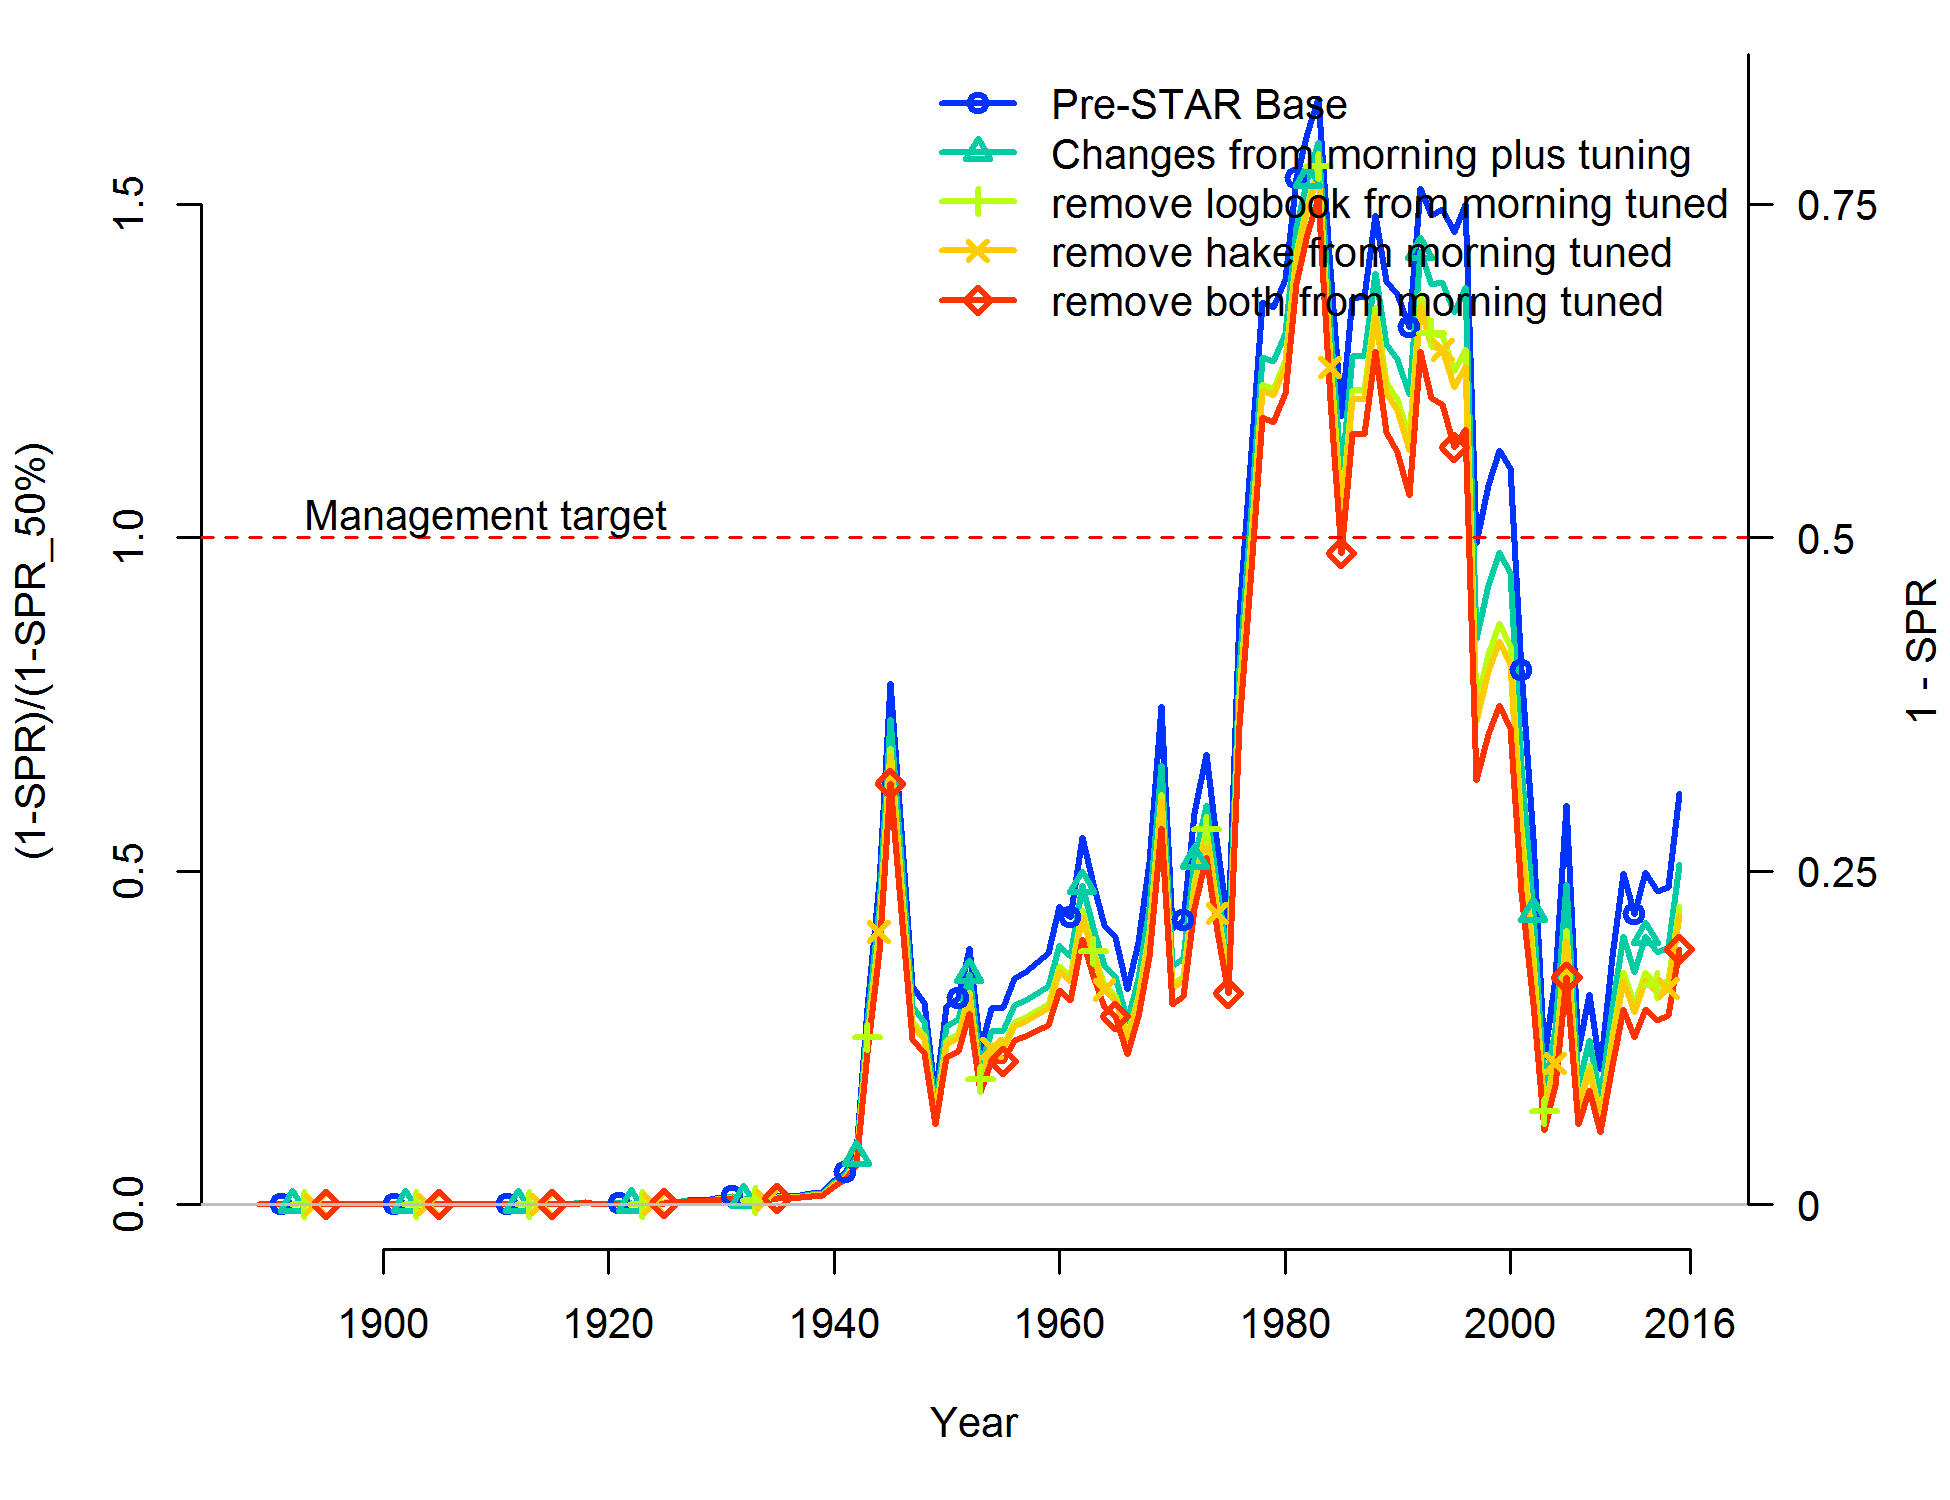 Pre-STAR Base
Changes from morning plus tuning
remove logbook from morning tuned
remove hake from morning tuned
remove both from morning tuned
Management target
(1-SPR)/(1-SPR_50%)
0.0
0.5
1.0
1.5
1 - SPR
0
0.25
0.5
0.75
1900
1920
1940
1960
1980
2000
2016
Year